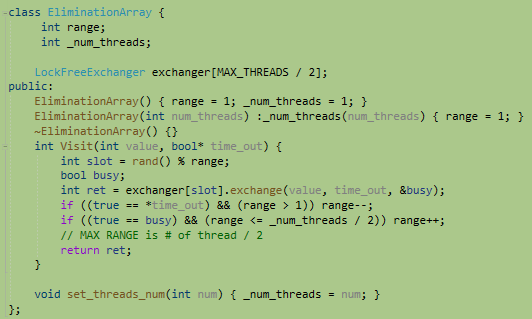 class EliminationArray {
int range;
int _num_threads;
LockFreeExchanger exchanger[MAX_THREADS / 2];
public:
EliminationArray() { range = 1; _num_threads = 1; }
EliminationArray(int num_threads) :_num_threads(num_threads) { range = 1; }
~EliminationArray() {}
int Visit(int value, bool* time_out) {
int slot = rand() % range;
bool busy;
int ret = exchanger[slot].exchange(value, time_out, &busy);
if ((true == *time_out) && (range > 1)) range--;
if ((true == busy) && (range <= _num_threads / 2)) range++;
// MAX RANGE is # of thread / 2
return ret;
}
void set_threads_num(int num) { _num_threads = num; }
};